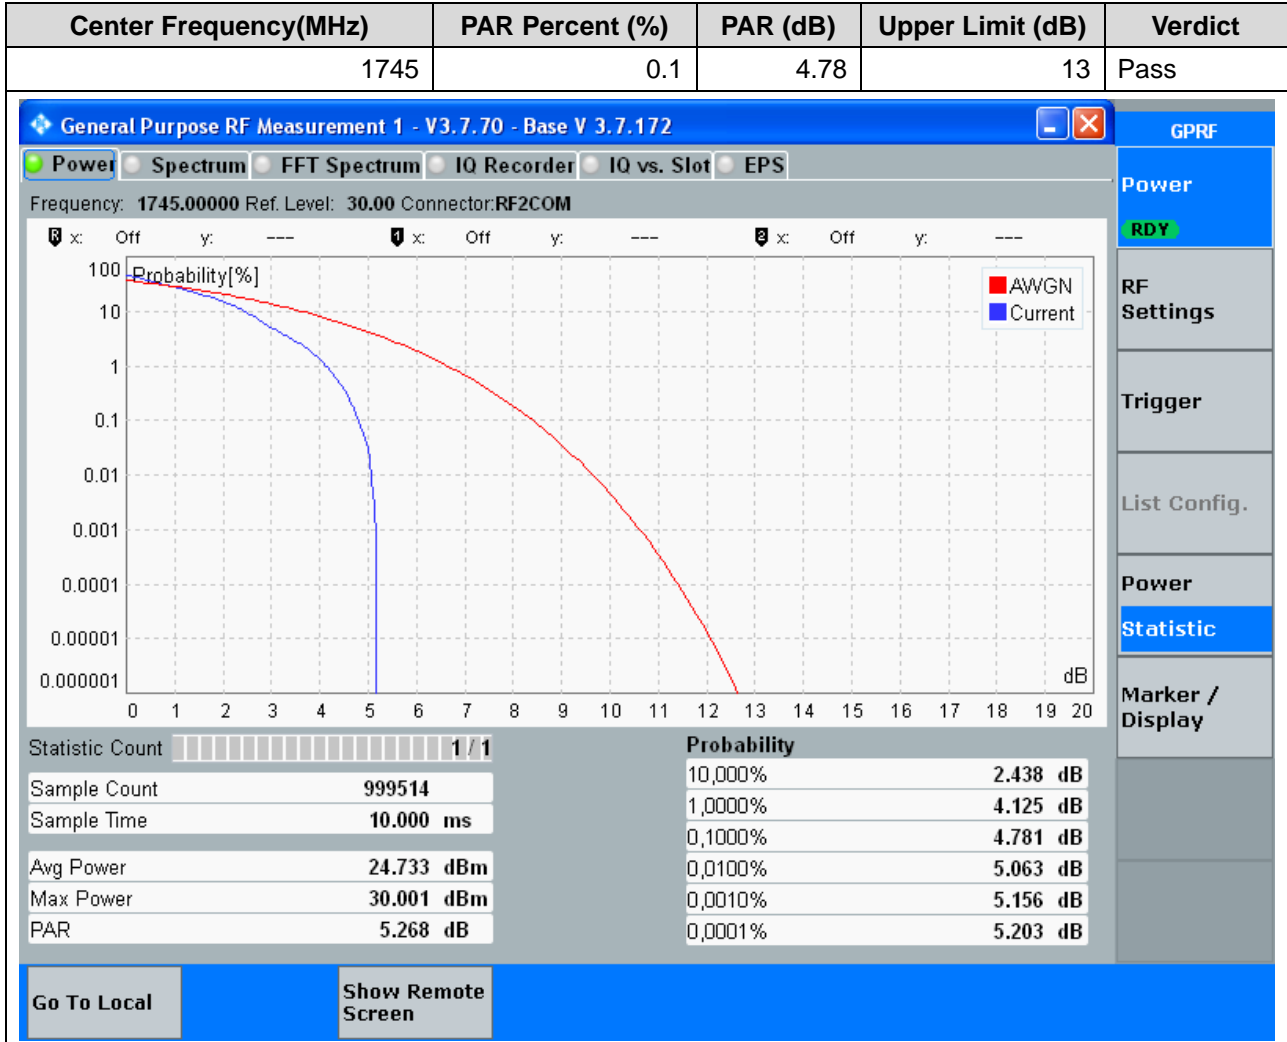 Center Frequency(MHz) PAR Percent (%) PAR (dB) Upper Limit (dB) Verdict
1745 0.1 4.78 13 Pass
General Purpose RF Measurement 1 - V3.7.70 - Base V 3.7.172
GPRF
Power Spectrum FFT Spectrum IQ Recorder IQ vs. Slot EPS
Power
RDY
Frequency: 1745.00000 Ref. Level: 30.00 Connector:RF2COM
R x: Off y: --- 1 x: Off y: --- 2 x: Off y: ---
Probability[%]
AWGN
Current
100
10
1
0.1
0.01
0.001
0.0001
0.00001
0.000001
dB
0 1 2 3 4 5 6 7 8 9 10 11 12 13 14 15 16 17 18 19 20
RF
Settings
Trigger
List Config.
Power
Statistic
Marker /
Display
Statistic Count 1 / 1
Sample Count 999514
Sample Time 10.000 ms
Avg Power 24.733 dBm
Max Power 30.001 dBm
PAR 5.268 dB
Probability
10,000% 2.438 dB
1,0000% 4.125 dB
0,1000% 4.781 dB
0,0100% 5.063 dB
0,0010% 5.156 dB
0,0001% 5.203 dB
Go To Local
Show Remote
Screen